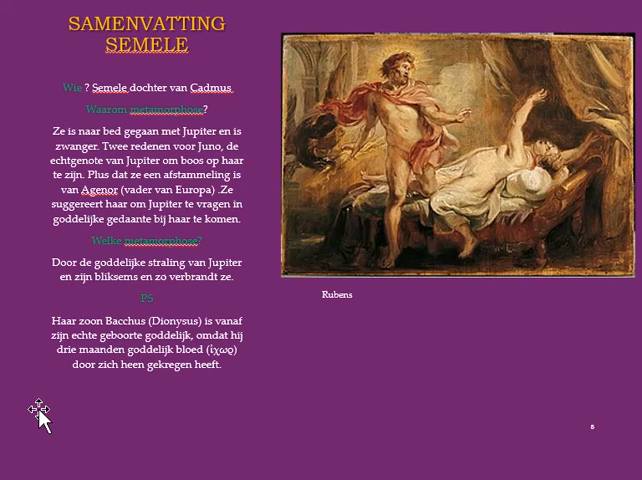 SAMENVATTING
SEMELE
Wie ? Semele dochter van Cadmus
Waarom metamorphose?
Ze is naar bed gegaan met Jupiter en is
zwanger. Twee redenen voor Juno, de
echtgenote van Jupiter om boos op haar
te zijn. Plus dat ze een afstammeling is
van Agenor (vader van Europa) .Ze
suggereert haar om Jupiter te vragen in
goddelijke gedaante bij haar te komen.
Welke metamorphose?
Door de goddelijke straling van Jupiter
en zijn bliksems en zo verbrandt ze.
PS
Haar zoon Bacchus (Dionysus) is vanaf
zijn echte geboorte goddelijk, omdat hij
drie maanden goddelijk bloed (ἰχωρ)
door zich heen gekregen heeft.
Rubens
8